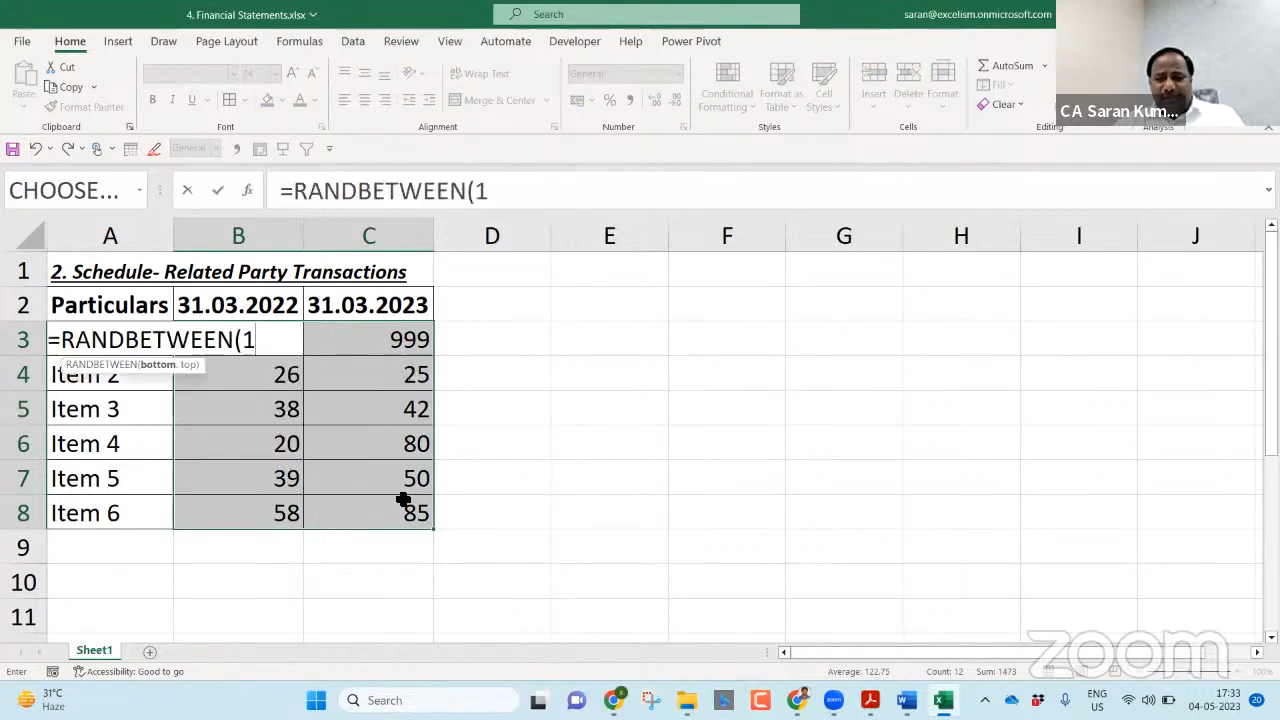 4. Financial Statements.xlsx
Search
saran@excelism.onmicrosoft.com
File Home Insert Draw Page Layout Formulas Data Review View Automate Developer Help Power Pivot
Paste
Cut
Copy
Format Painter
Clipboard
Font
Wrap Text
Merge & Center
Alignment
General
Number
Conditional Formatting
Format as Table
Cell Styles
Styles
Insert Delete Format
Cells
AutoSum
Fill
Clear
Editing
Analysis
CA Saran Kum...
General
CHOOSE...
=RANDBETWEEN(1
A B C D E F G H I J
1 2. Schedule- Related Party Transactions
2 Particulars 31.03.2022 31.03.2023
3 =RANDBETWEEN(1 999
RANDBETWEEN(bottom, top)
4 Item 2 26 25
5 Item 3 38 42
6 Item 4 20 80
7 Item 5 39 50
8 Item 6 58 85
9
10
11
zoom
Sheet1
Enter Accessibility: Good to go Average: 122.75 Count: 12 Sum: 1473 100%
31°C
Haze
Search
ENG
US
17:33
04-05-2023
20